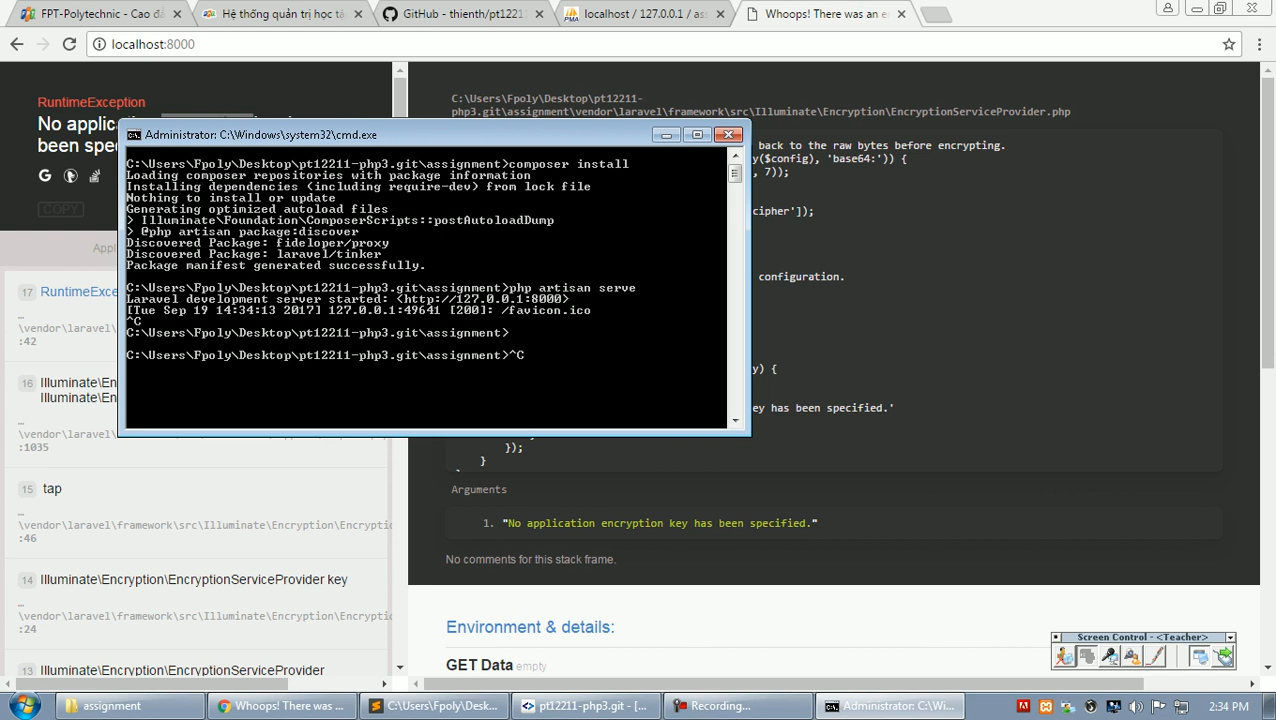 FPT-Polytechnic - Cao đẳ
Hệ thống quản trị học tậ
GitHub - thienth/pt1221
localhost / 127.0.0.1 / as
Whoops! There was an e
localhost:8000
RuntimeException
No applic
been spe
COPY
Appl
17 RuntimeExce
…
\vendor\laravel\
:42
16 Illuminate\En
Illuminate\En
…
\vendor\laravel\
:1035
15 tap
…
\vendor\laravel\framework\src\Illuminate\Encryption\Encrypti
:46
14 Illuminate\Encryption\EncryptionServiceProvider key
…
\vendor\laravel\framework\src\Illuminate\Encryption\Encrypti
:24
13 Illuminate\Encryption\EncryptionServiceProvider
Administrator: C:\Windows\system32\cmd.exe
C:\Users\Fpoly\Desktop\pt12211-php3.git\assignment>composer install
Loading composer repositories with package information
Installing dependencies (including require-dev) from lock file
Nothing to install or update
Generating optimized autoload files
> Illuminate\Foundation\ComposerScripts::postAutoloadDump
> @php artisan package:discover
Discovered Package: fideloper/proxy
Discovered Package: laravel/tinker
Package manifest generated successfully.
C:\Users\Fpoly\Desktop\pt12211-php3.git\assignment>php artisan serve
Laravel development server started: <http://127.0.0.1:8000>
[Tue Sep 19 14:34:13 2017] 127.0.0.1:49641 [200]: /favicon.ico
^C
C:\Users\Fpoly\Desktop\pt12211-php3.git\assignment>
C:\Users\Fpoly\Desktop\pt12211-php3.git\assignment>^C
C:\Users\Fpoly\Desktop\pt12211-
php3.git\assignment\vendor\laravel\framework\src\Illuminate\Encryption\EncryptionServiceProvider.php
back to the raw bytes before encrypting.
y($config), 'base64:')) {
, 7));
cipher']);
configuration.
y) {
ey has been specified.'
});
}
Arguments
1. "No application encryption key has been specified."
No comments for this stack frame.
Environment & details:
GET Data empty
Screen Control - <Teacher>
assignment
Whoops! There was ...
C:\Users\Fpoly\Desk...
pt12211-php3.git - [...
Recording...
Administrator: C:\Wi...
2:34 PM